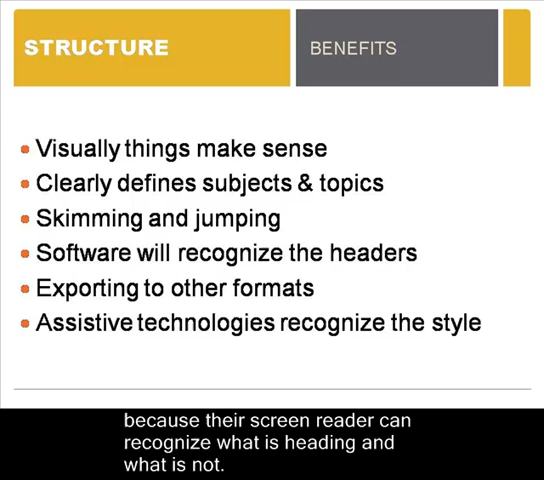 STRUCTURE
BENEFITS
Visually things make sense
Clearly defines subjects & topics
Skimming and jumping
Software will recognize the headers
Exporting to other formats
Assistive technologies recognize the style
because their screen reader can
recognize what is heading and
what is not.